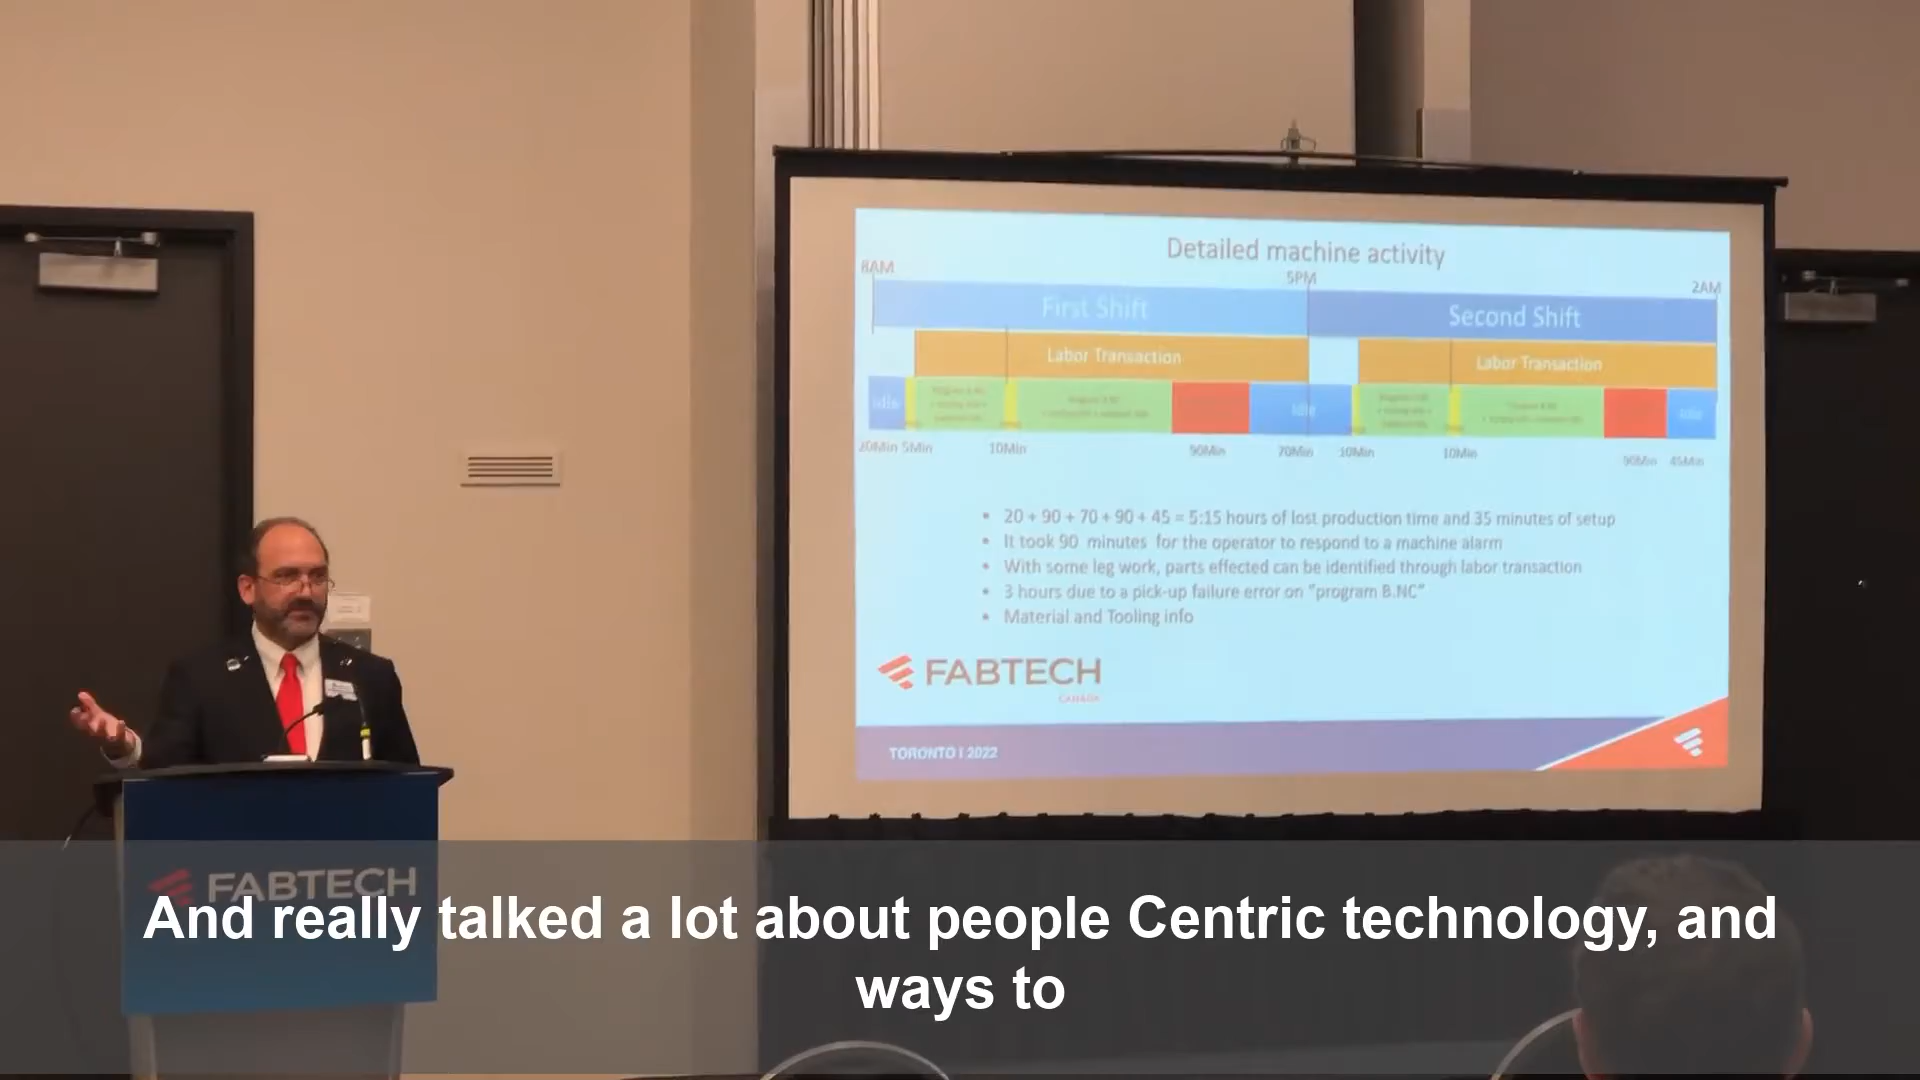 Detailed machine activity
8AM
5PM
2AM
First Shift
Second Shift
Labor Transaction
Labor Transaction
Idle
Idle
Idle
20Min 5Min
10Min
90Min
70Min
10Min
10Min
90Min
45Min
• 20 + 90 + 70 + 90 + 45 = 5:15 hours of lost production time and 35 minutes of setup
• It took 90 minutes for the operator to respond to a machine alarm
• With some leg work, parts effected can be identified through labor transaction
• 3 hours due to a pick-up failure error on "program B.NC"
• Material and Tooling info
FABTECH
CANADA
TORONTO | 2022
FABTECH
And really talked a lot about people Centric technology, and
ways to